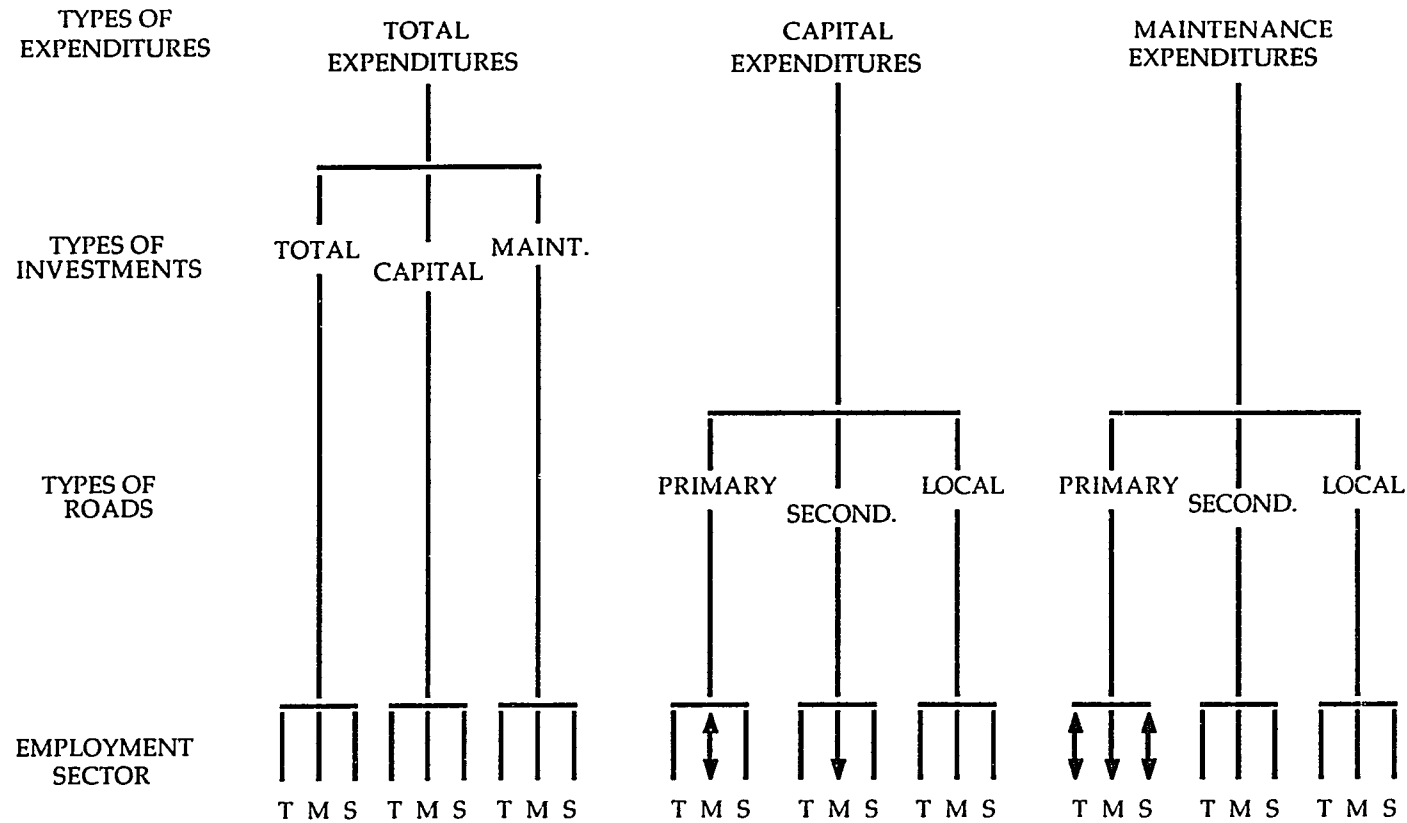 TYPES OF
EXPENDITURES
TOTAL
EXPENDITURES
CAPITAL
EXPENDITURES
MAINTENANCE
EXPENDITURES
TYPES OF
INVESTMENTS
TOTAL
CAPITAL
MAINT.
TYPES OF
ROADS
PRIMARY
SECOND.
LOCAL
PRIMARY
SECOND.
LOCAL
EMPLOYMENT
SECTOR
T M S T M S T M S T M S T M S T M S T M S T M S T M S